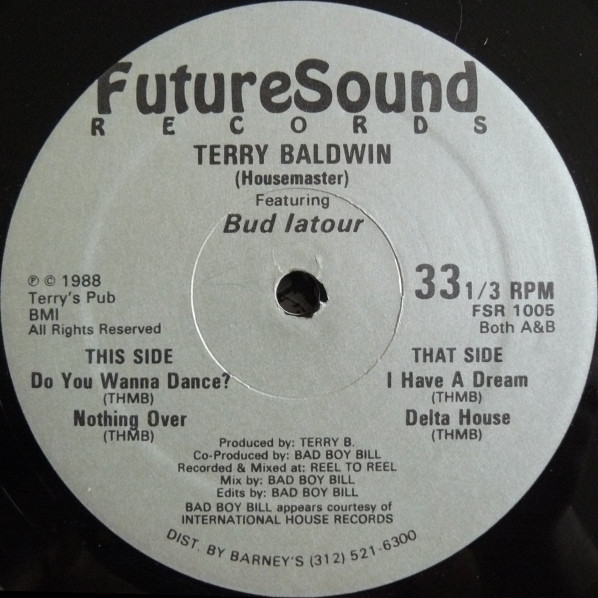 FutureSound
RECORDS
TERRY BALDWIN
(Housemaster)
Featuring
Bud latour
℗ © 1988
Terry's Pub
BMI
All Rights Reserved
33 1/3 RPM
FSR 1005
Both A&B
THIS SIDE
Do You Wanna Dance?
(THMB)
Nothing Over
(THMB)
THAT SIDE
I Have A Dream
(THMB)
Delta House
(THMB)
Produced by: TERRY B.
Co-Produced by: BAD BOY BILL
Recorded & Mixed at: REEL TO REEL
Mix by: BAD BOY BILL
Edits by: BAD BOY BILL
BAD BOY BILL appears courtesy of
INTERNATIONAL HOUSE RECORDS
DIST. BY BARNEY'S (312) 521-6300